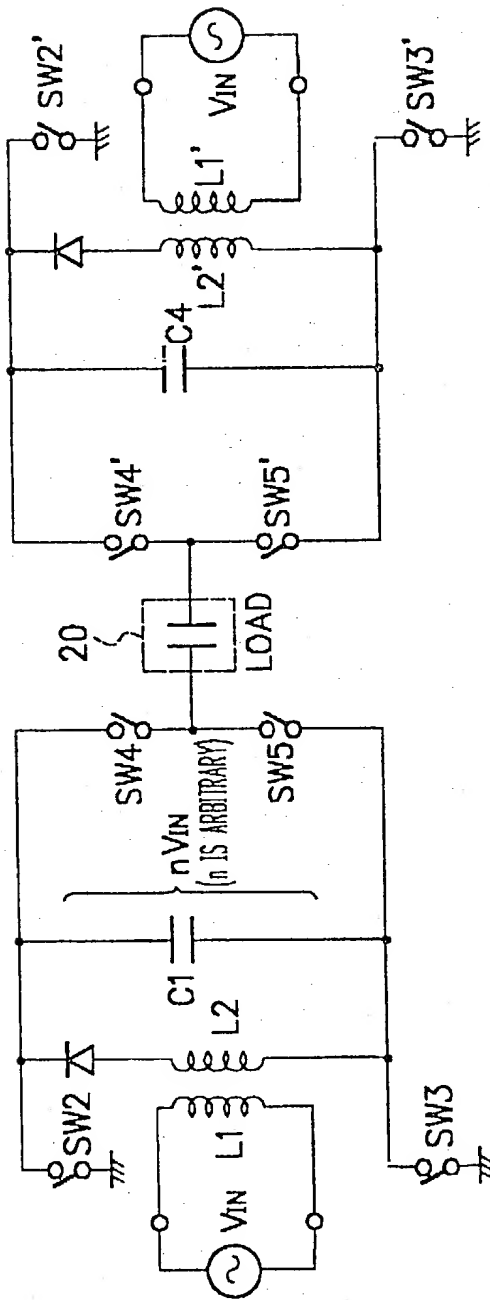 SW2
SW3
VIN
L1
L2
C1
nVIN
(n IS ARBITRARY)
SW4
SW5
20
LOAD
SW4'
SW5'
C4
L2'
L1'
VIN
SW2'
SW3'